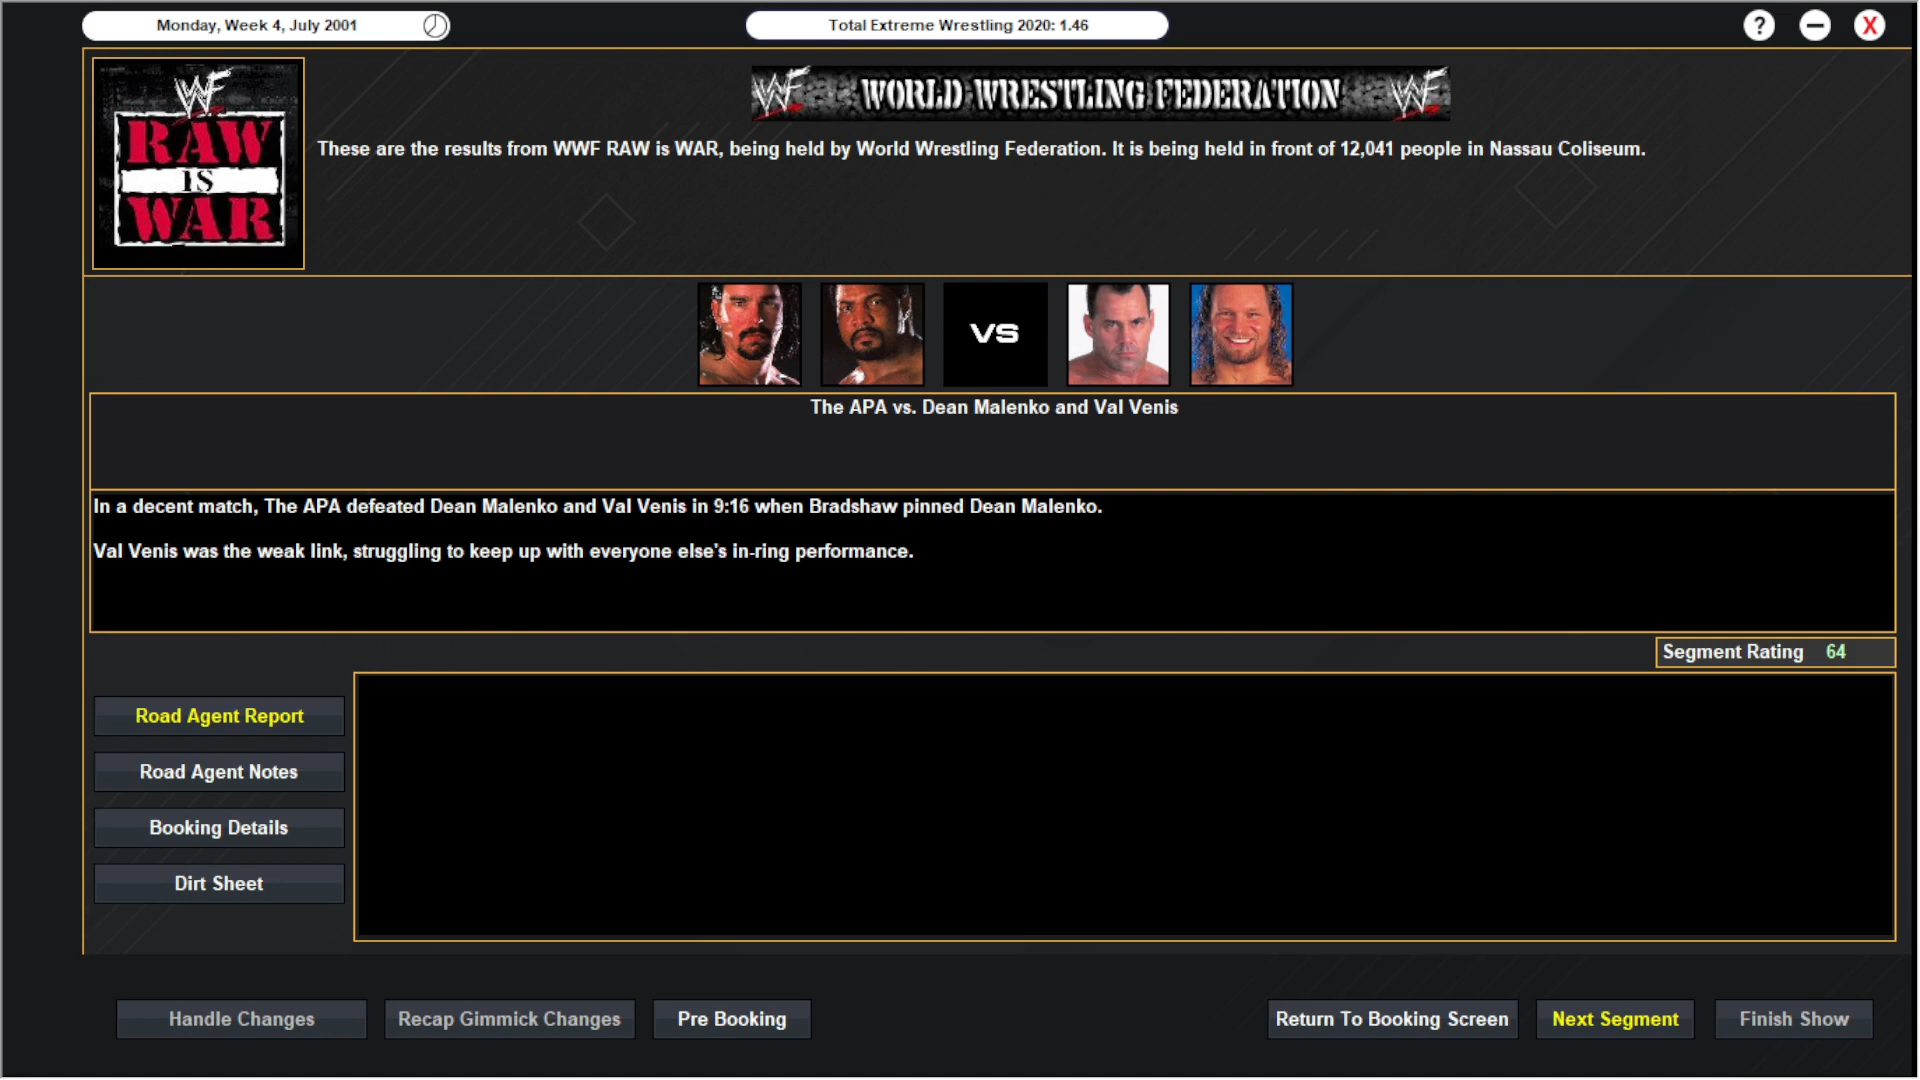 Monday, Week 4, July 2001
Total Extreme Wrestling 2020: 1.46
?
X
WF
RAW
IS
WAR
WF WORLD WRESTLING FEDERATION WF
These are the results from WWF RAW is WAR, being held by World Wrestling Federation. It is being held in front of 12,041 people in Nassau Coliseum.
VS
The APA vs. Dean Malenko and Val Venis
In a decent match, The APA defeated Dean Malenko and Val Venis in 9:16 when Bradshaw pinned Dean Malenko.
Val Venis was the weak link, struggling to keep up with everyone else's in-ring performance.
Segment Rating 64
Road Agent Report
Road Agent Notes
Booking Details
Dirt Sheet
Handle Changes
Recap Gimmick Changes
Pre Booking
Return To Booking Screen
Next Segment
Finish Show